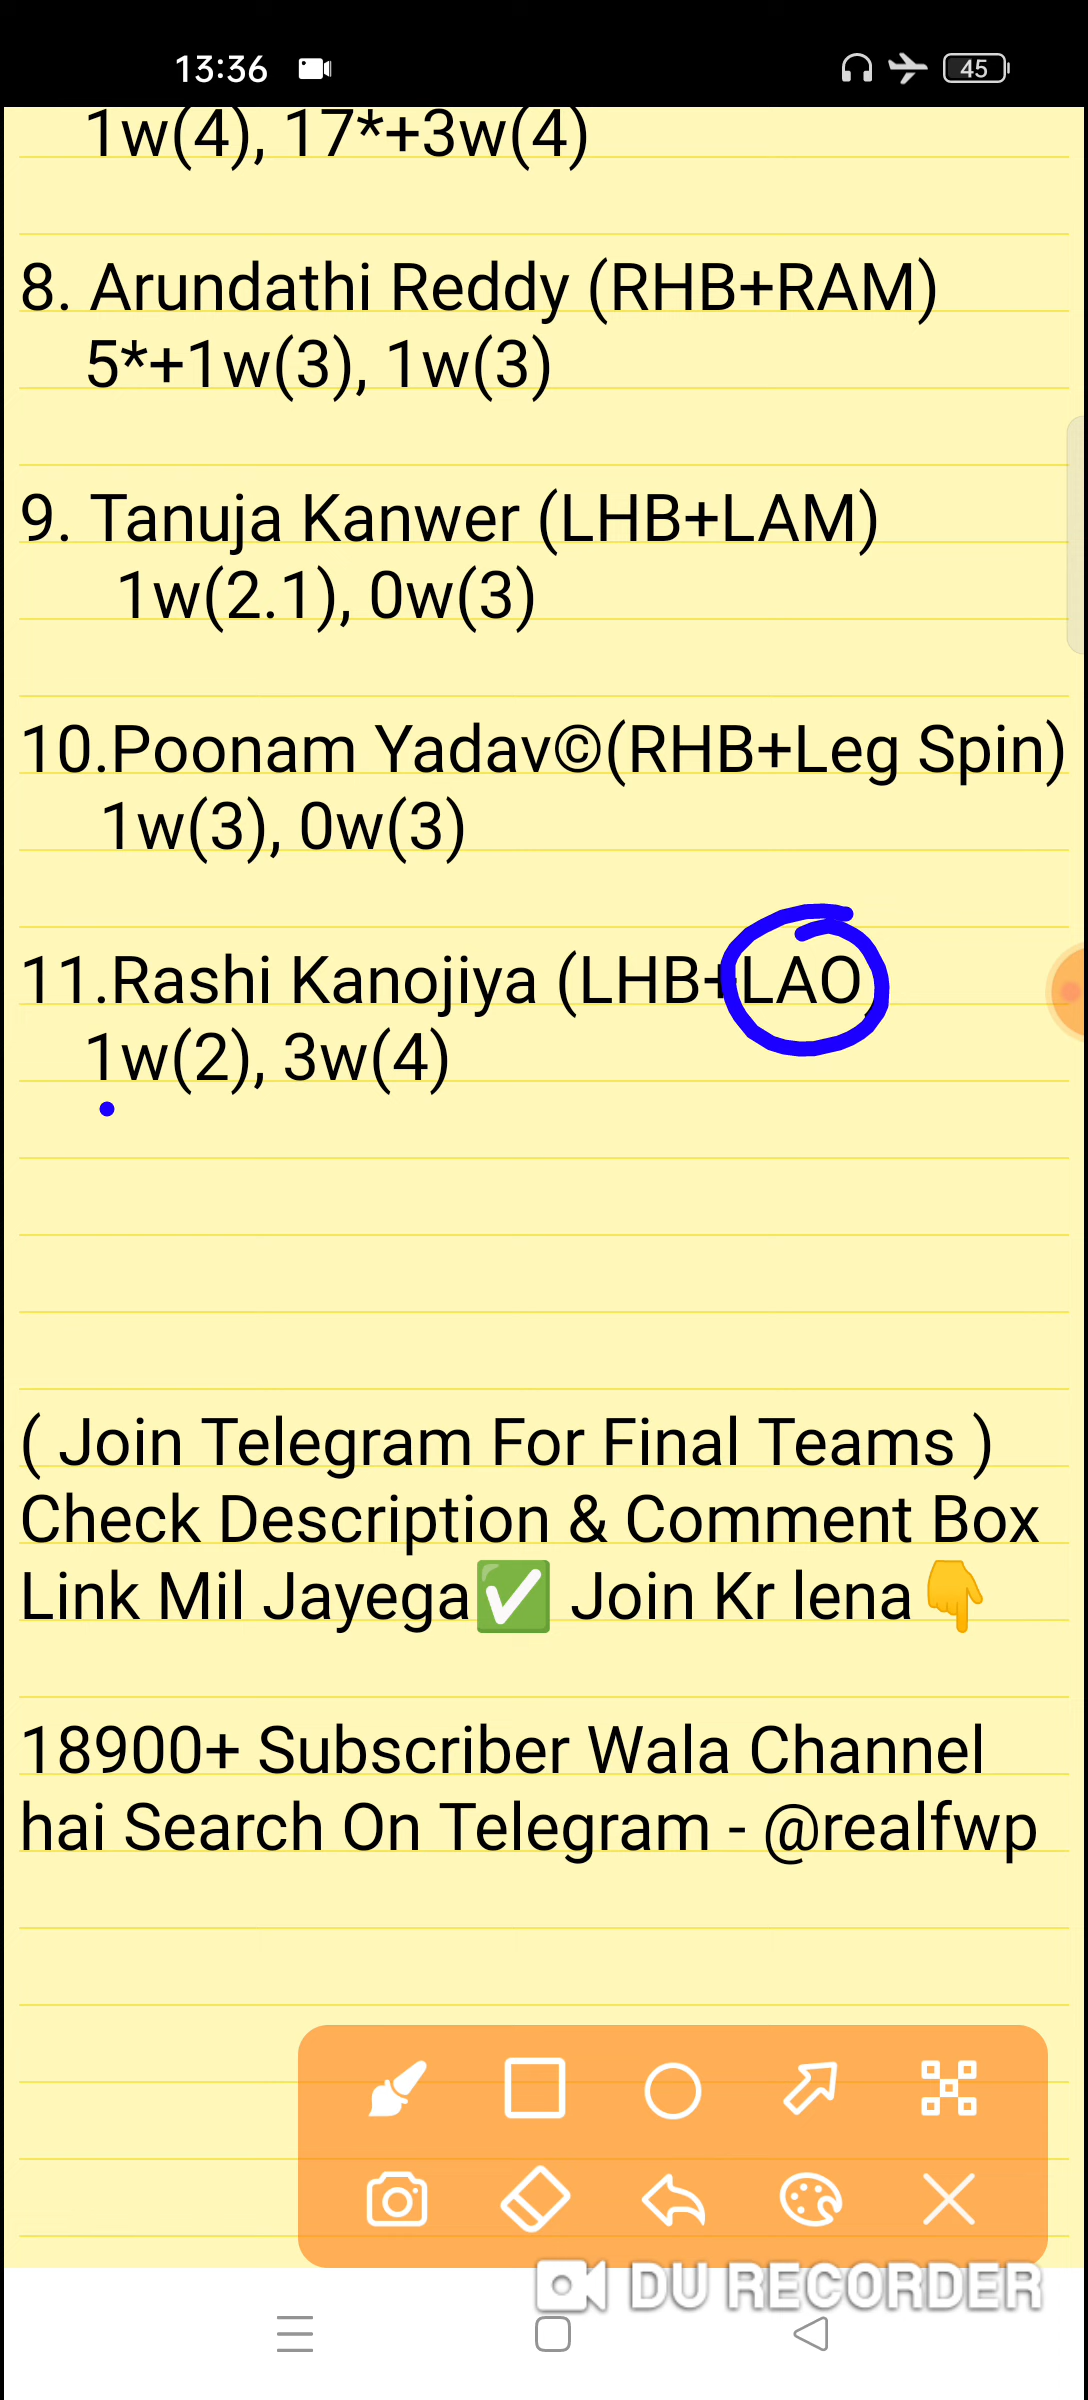 13:36
45
1w(4), 17*+3w(4)
8. Arundathi Reddy (RHB+RAM)
5*+1w(3), 1w(3)
9. Tanuja Kanwer (LHB+LAM)
1w(2.1), 0w(3)
10.Poonam Yadav©(RHB+Leg Spin)
1w(3), 0w(3)
11.Rashi Kanojiya (LHB+LAO)
1w(2), 3w(4)
( Join Telegram For Final Teams )
Check Description & Comment Box
Link Mil Jayega✅ Join Kr lena👇
18900+ Subscriber Wala Channel
hai Search On Telegram - @realfwp
DU RECORDER